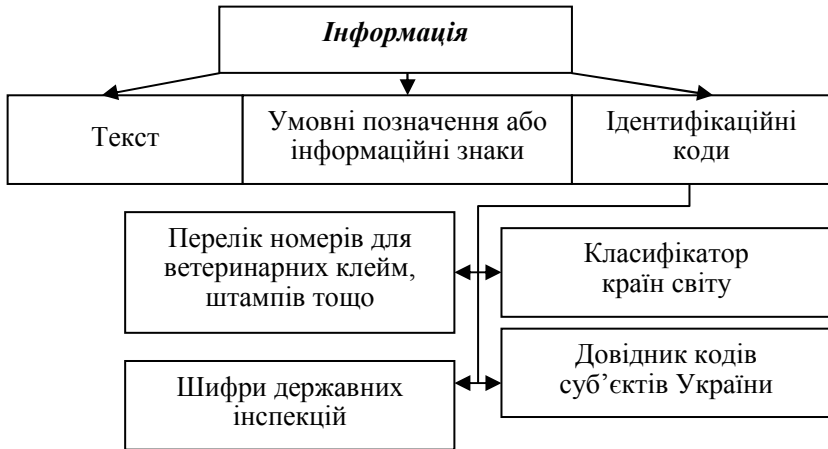 Інформація
Текст
Умовні позначення або
інформаційні знаки
Ідентифікаційні
коди
Перелік номерів для
ветеринарних клейм,
штампів тощо
Класифікатор
країн світу
Шифри державних
інспекцій
Довідник кодів
суб’єктів України